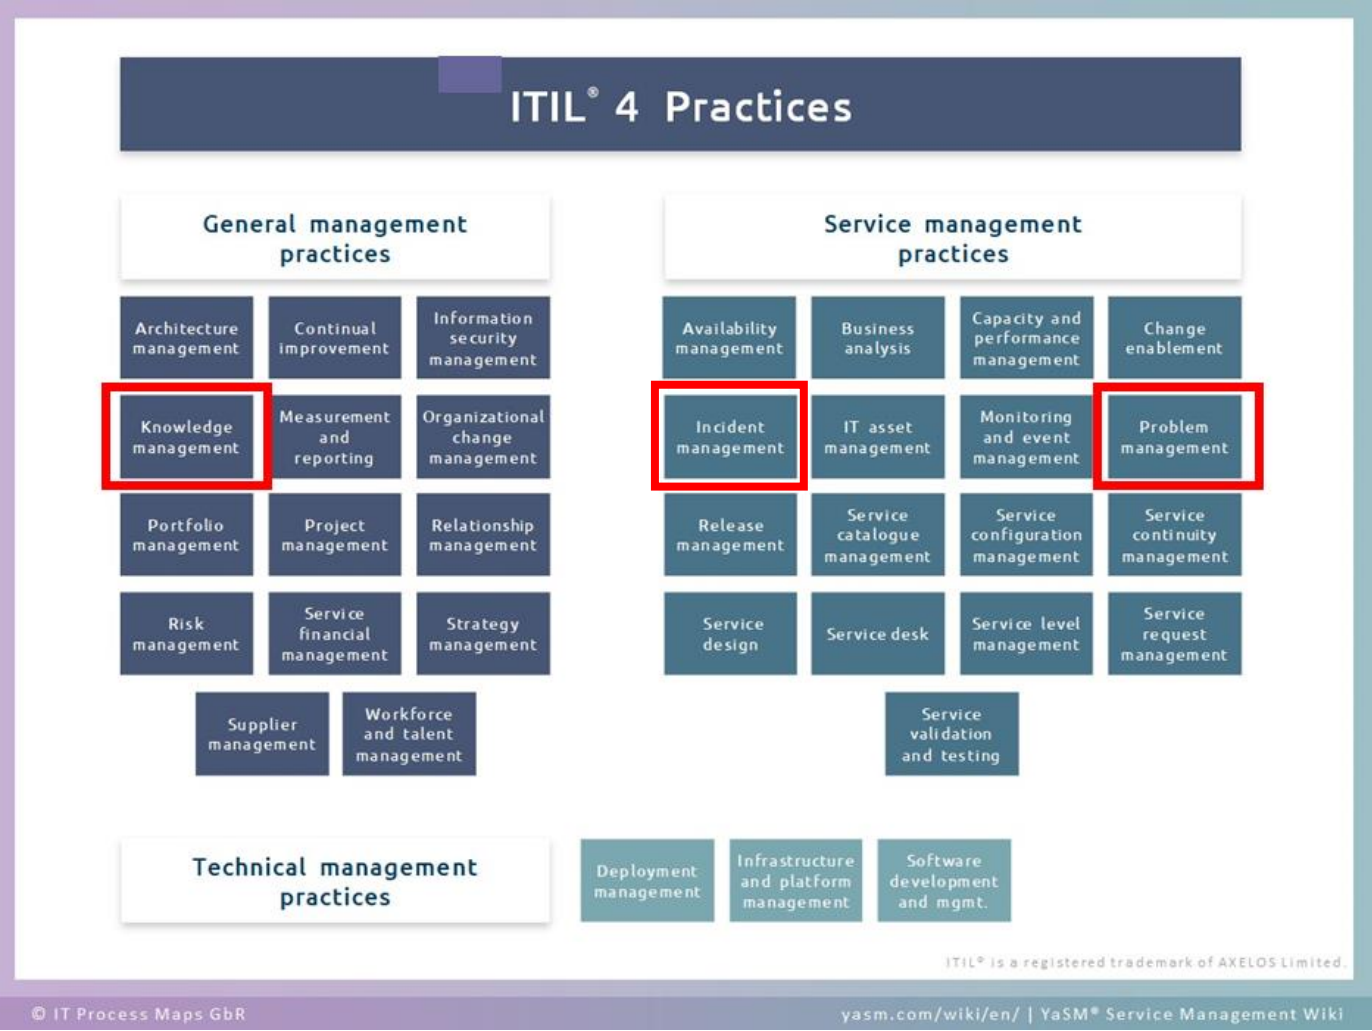 ITIL® 4 Practices
General management
practices
Architecture
management
Continual
improvement
Information
security
management
Knowledge
management
Measurement
and
reporting
Organizational
change
management
Portfolio
management
Project
management
Relationship
management
Risk
management
Service
financial
management
Strategy
management
Supplier
management
Workforce
and talent
management
Service management
practices
Availability
management
Business
analysis
Capacity and
performance
management
Change
enablement
Incident
management
IT asset
management
Monitoring
and event
management
Problem
management
Release
management
Service
catalogue
management
Service
configuration
management
Service
continuity
management
Service
design
Service desk
Service level
management
Service
request
management
Service
validation
and testing
Technical management
practices
Deployment
management
Infrastructure
and platform
management
Software
development
and mgmt.
ITIL® is a registered trademark of AXELOS Limited.
© IT Process Maps GbR
yasm.com/wiki/en/ | YaSM® Service Management Wiki